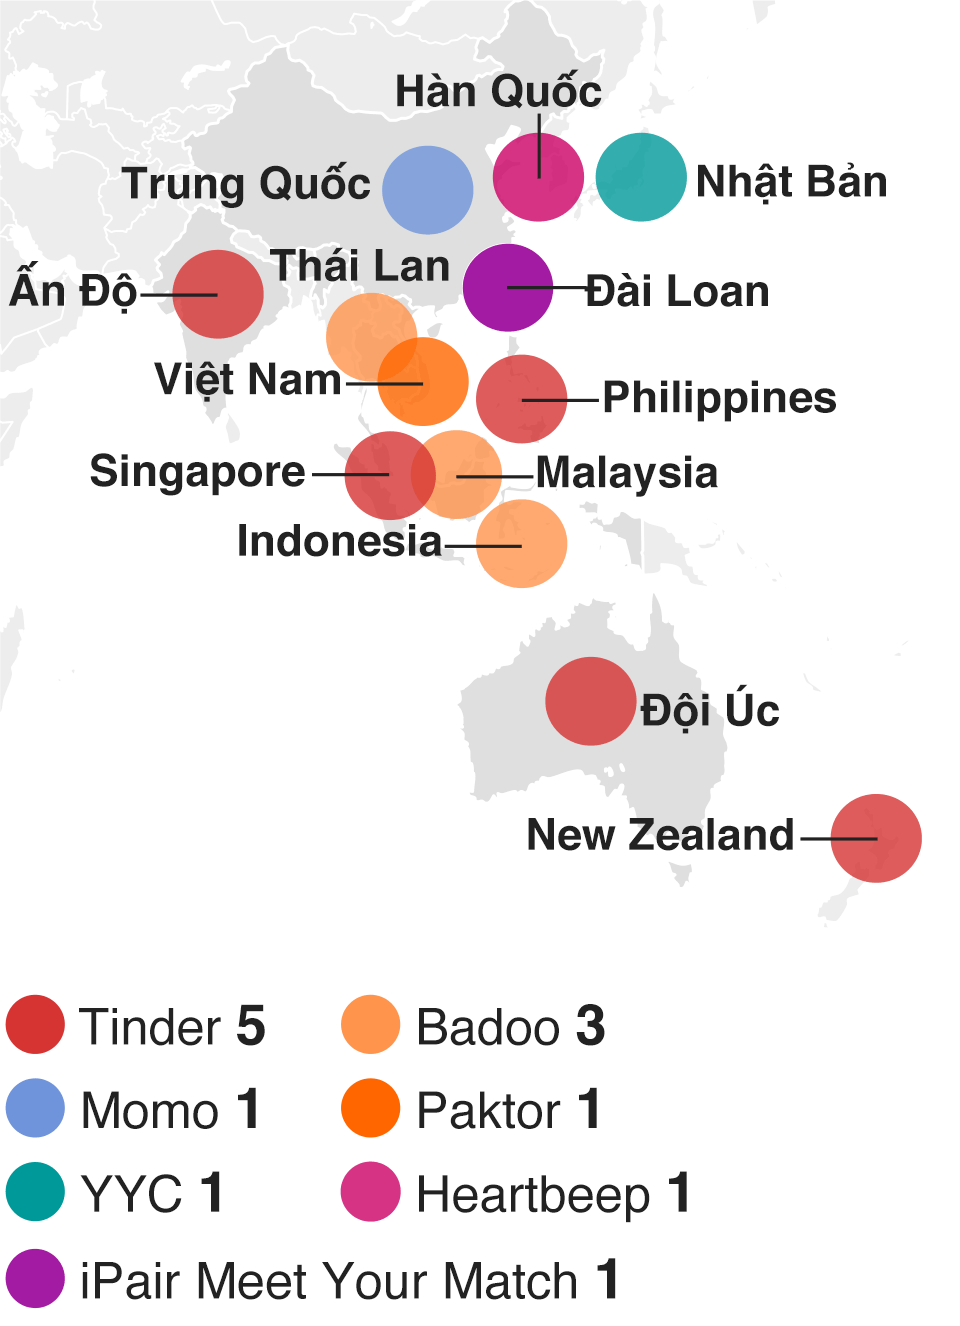 Hàn Quốc
Trung Quốc
Nhật Bản
Thái Lan
Ấn Độ
Đài Loan
Việt Nam
Philippines
Singapore
Malaysia
Indonesia
Đội Úc
New Zealand
Tinder 5
Badoo 3
Momo 1
Paktor 1
YYC 1
Heartbeep 1
iPair Meet Your Match 1